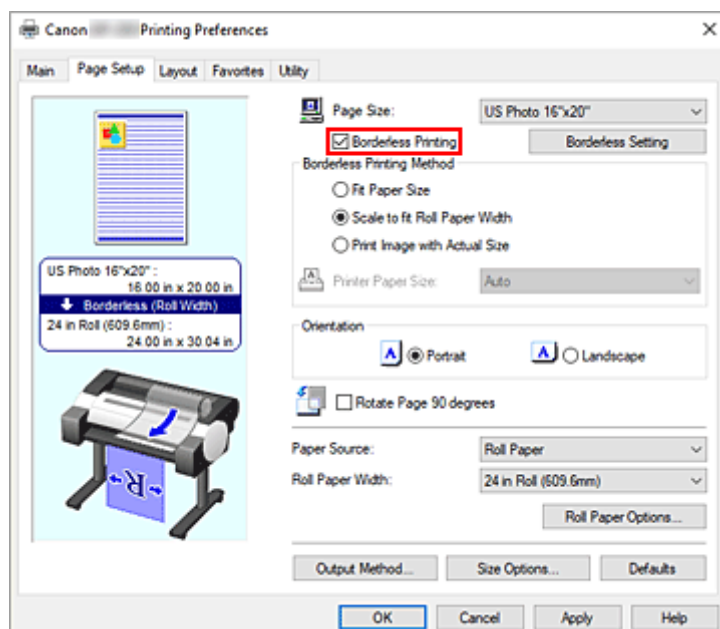 Canon Printing Preferences
Main Page Setup Layout Favorites Utility
US Photo 16"x20" :
16.00 in x 20.00 in
Borderless (Roll Width)
24 in Roll (609.6mm) :
24.00 in x 30.04 in
R
Page Size: US Photo 16"x20"
Borderless Printing Borderless Setting
Borderless Printing Method
Fit Paper Size
Scale to fit Roll Paper Width
Print Image with Actual Size
A Printer Paper Size: Auto
Orientation
A Portrait A Landscape
Rotate Page 90 degrees
Paper Source: Roll Paper
Roll Paper Width: 24 in Roll (609.6mm)
Roll Paper Options...
Output Method... Size Options... Defaults
OK Cancel Apply Help